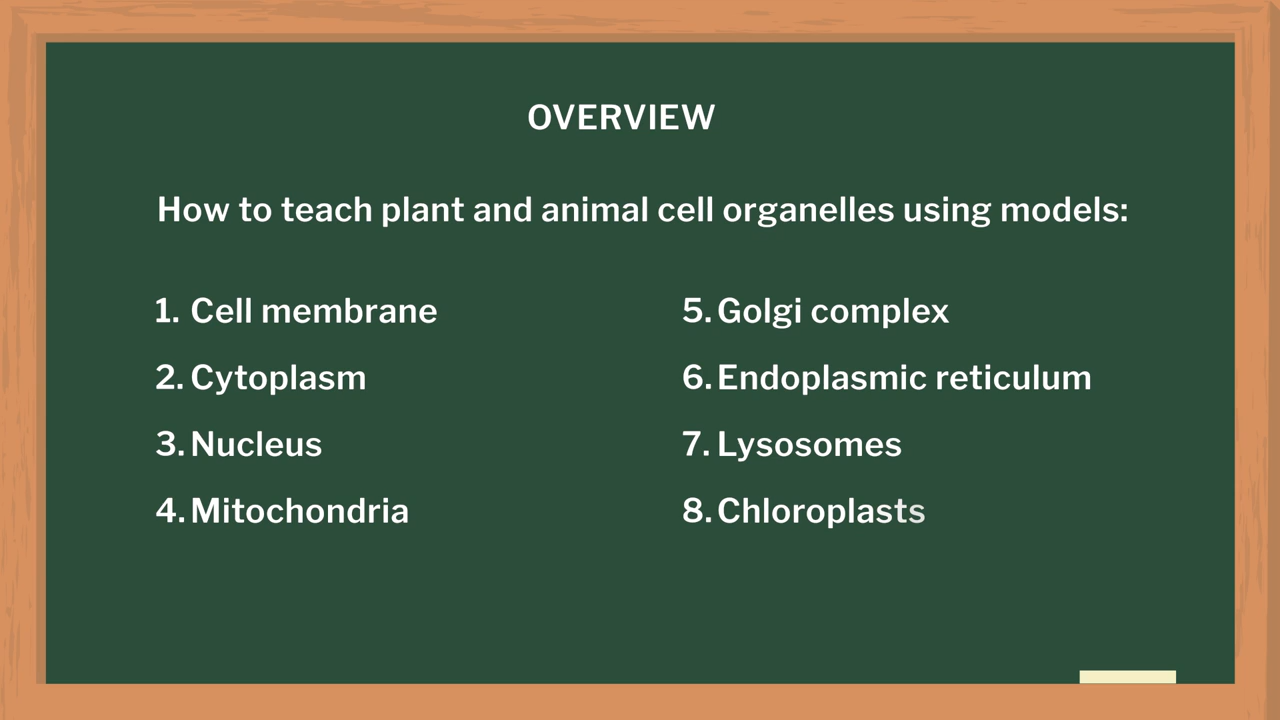 OVERVIEW
How to teach plant and animal cell organelles using models:
1. Cell membrane
2. Cytoplasm
3. Nucleus
4. Mitochondria
5. Golgi complex
6. Endoplasmic reticulum
7. Lysosomes
8. Chloroplasts